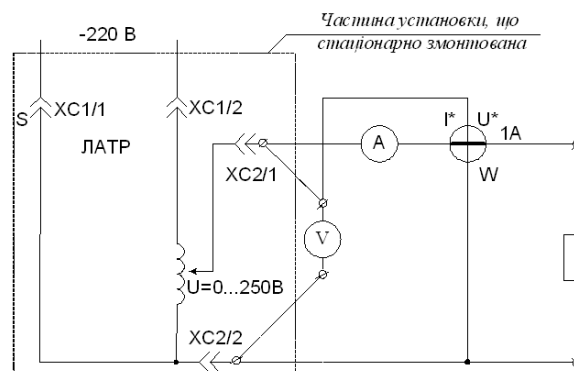 -220 В
Частина установки, що
стаціонарно змонтована
S
XC1/1
XC1/2
ЛАТР
XC2/1
A
I*
U*
1A
W
V
U=0...250В
XC2/2